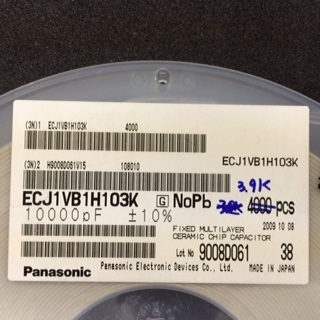 (3N)1 ECJ1VB1H103K 4000
(3N)2 H9008D061V15 108010
ECJ1VB1H103K
ECJ1VB1H103K G NoPb 4000 pcs
3.9K
10000pF ±10%
2009 10 08
FIXED MULTILAYER
CERAMIC CHIP CAPACITOR
Lot No 9008D061 38
Panasonic Panasonic Electronic Devices Co., Ltd. MADE IN JAPAN